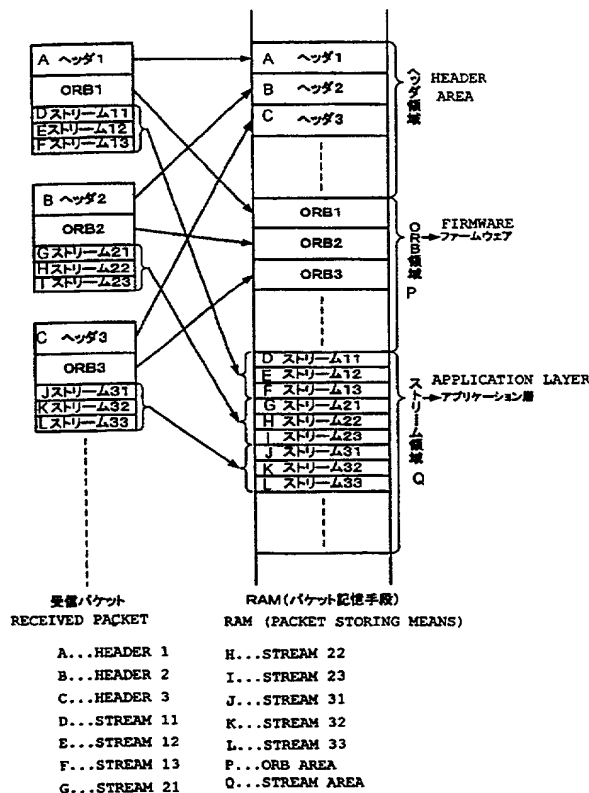 A ヘッダ1
ORB1
Dストリーム11
Eストリーム12
Fストリーム13
B ヘッダ2
ORB2
Gストリーム21
Hストリーム22
I ストリーム23
C ヘッダ3
ORB3
Jストリーム31
Kストリーム32
Lストリーム33
受信パケット
RECEIVED PACKET
A ヘッダ1
B ヘッダ2
C ヘッダ3
ORB1
ORB2
ORB3
D ストリーム11
E ストリーム12
F ストリーム13
G ストリーム21
H ストリーム22
I ストリーム23
J ストリーム31
K ストリーム32
L ストリーム33
RAM(パケット記憶手段)
RAM (PACKET STORING MEANS)
ヘッダ領域
HEADER
AREA
ORB領域
P
FIRMWARE
ファームウェア
ストリート領域
Q
APPLICATION LAYER
アプリケーション層
A...HEADER 1
B...HEADER 2
C...HEADER 3
D...STREAM 11
E...STREAM 12
F...STREAM 13
G...STREAM 21
H...STREAM 22
I...STREAM 23
J...STREAM 31
K...STREAM 32
L...STREAM 33
P...ORB AREA
Q...STREAM AREA